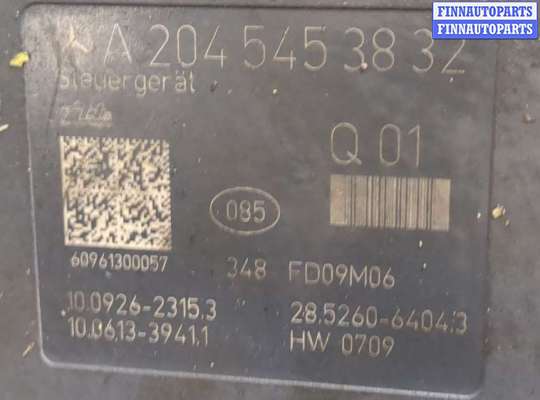 FINNAUTOPARTS
FINNAUTOPARTS
A 204 545 38 32
Steuergerät
Q 01
085
60961300057
348 FD09M06
10.0926-2315.3 28.5260-6404.3
10.0613-3941.1 HW 0709